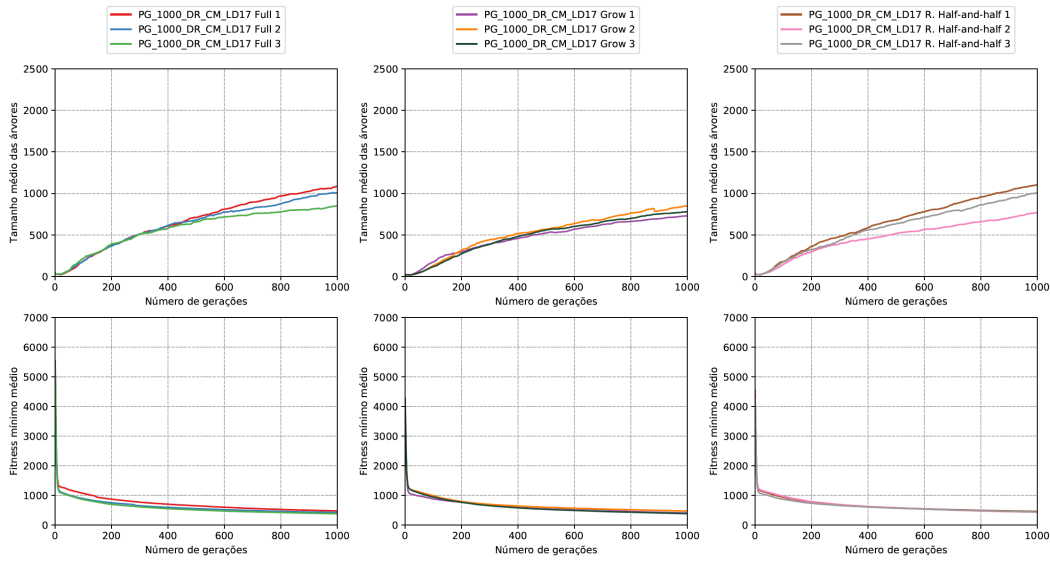 PG_1000_DR_CM_LD17 Full 1
PG_1000_DR_CM_LD17 Full 2
PG_1000_DR_CM_LD17 Full 3
PG_1000_DR_CM_LD17 Grow 1
PG_1000_DR_CM_LD17 Grow 2
PG_1000_DR_CM_LD17 Grow 3
PG_1000_DR_CM_LD17 R. Half-and-half 1
PG_1000_DR_CM_LD17 R. Half-and-half 2
PG_1000_DR_CM_LD17 R. Half-and-half 3
Tamanho médio das árvores
2500
2000
1500
1000
500
0
0 200 400 600 800 1000
Número de gerações
Tamanho médio das árvores
2500
2000
1500
1000
500
0
0 200 400 600 800 1000
Número de gerações
Tamanho médio das árvores
2500
2000
1500
1000
500
0
0 200 400 600 800 1000
Número de gerações
Fitness mínimo médio
7000
6000
5000
4000
3000
2000
1000
0
0 200 400 600 800 1000
Número de gerações
Fitness mínimo médio
7000
6000
5000
4000
3000
2000
1000
0
0 200 400 600 800 1000
Número de gerações
Fitness mínimo médio
7000
6000
5000
4000
3000
2000
1000
0
0 200 400 600 800 1000
Número de gerações